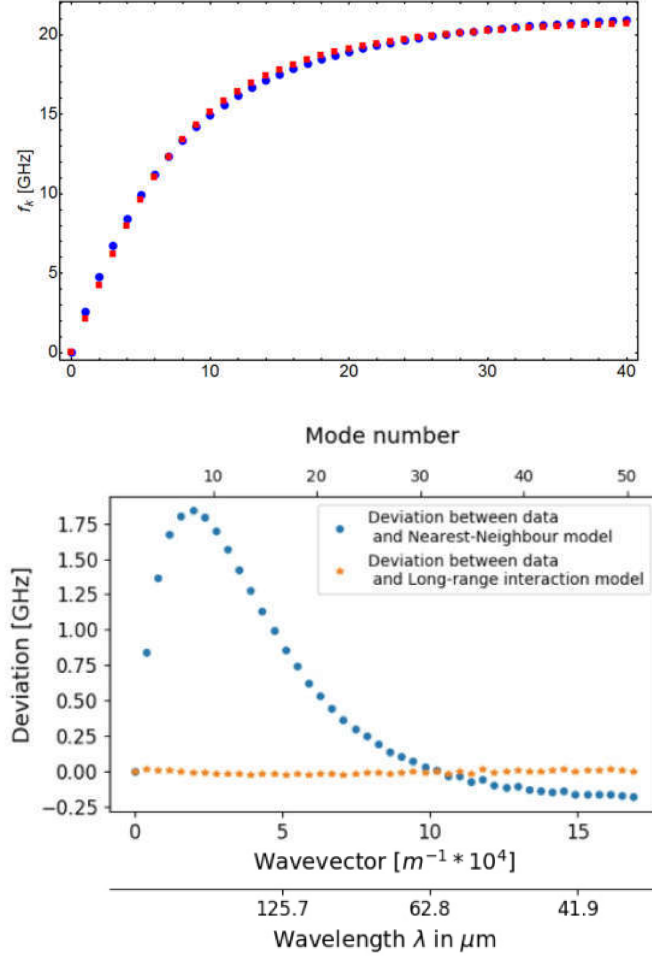 20
15
f_k [GHz]
10
5
0
0 10 20 30 40
Mode number
10 20 30 40 50
1.75
1.50
1.25
1.00
0.75
0.50
0.25
0.00
−0.25
Deviation [GHz]
Deviation between data
and Nearest-Neighbour model
Deviation between data
and Long-range interaction model
0 5 10 15
Wavevector [m⁻¹ * 10⁴]
125.7 62.8 41.9
Wavelength λ in μm